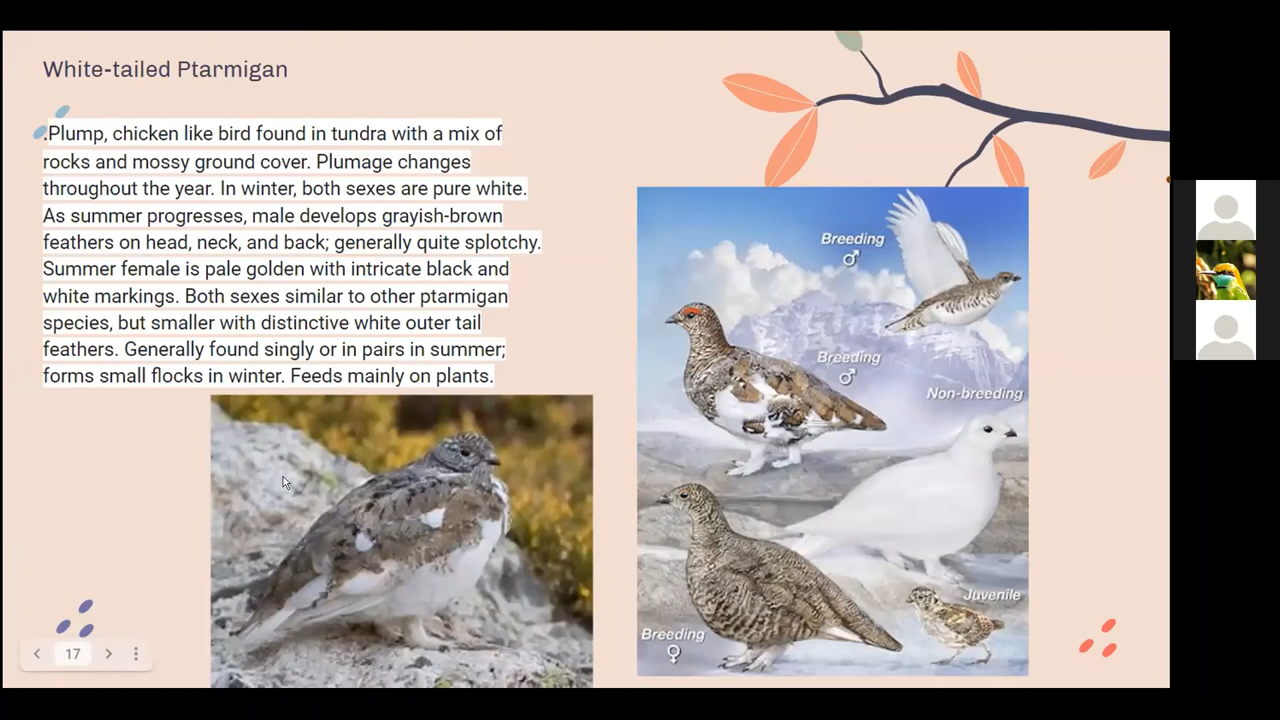 White-tailed Ptarmigan
.Plump, chicken like bird found in tundra with a mix of
rocks and mossy ground cover. Plumage changes
throughout the year. In winter, both sexes are pure white.
As summer progresses, male develops grayish-brown
feathers on head, neck, and back; generally quite splotchy.
Summer female is pale golden with intricate black and
white markings. Both sexes similar to other ptarmigan
species, but smaller with distinctive white outer tail
feathers. Generally found singly or in pairs in summer;
forms small flocks in winter. Feeds mainly on plants.
Breeding
♂
Breeding
♂
Non-breeding
Juvenile
Breeding
♀
17